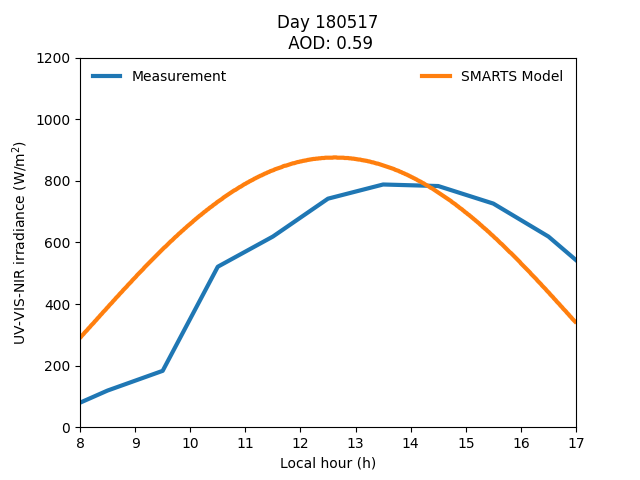 Day 180517
AOD: 0.59
Measurement
SMARTS Model
UV-VIS-NIR irradiance (W/m²)
1200
1000
800
600
400
200
0
8 9 10 11 12 13 14 15 16 17
Local hour (h)